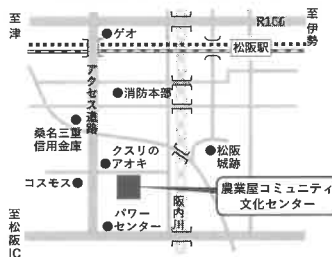 至津
至伊勢
ゲオ
R166
松阪駅
アクセス道路
消防本部
桑名三重
信用金庫
クスリの
アオキ
松阪
城跡
コスモス
阪内川
農業屋コミュニティ
文化センター
至松阪IC
パワー
センター